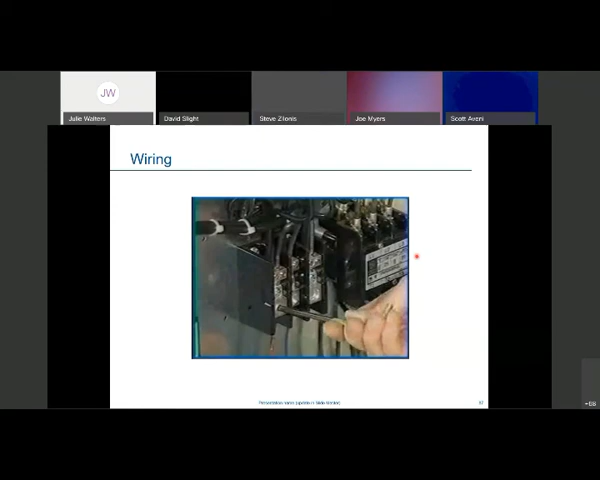 JW
Julie Walters
David Slight
Steve Zilonis
Joe Myers
Scott Aveni
Wiring